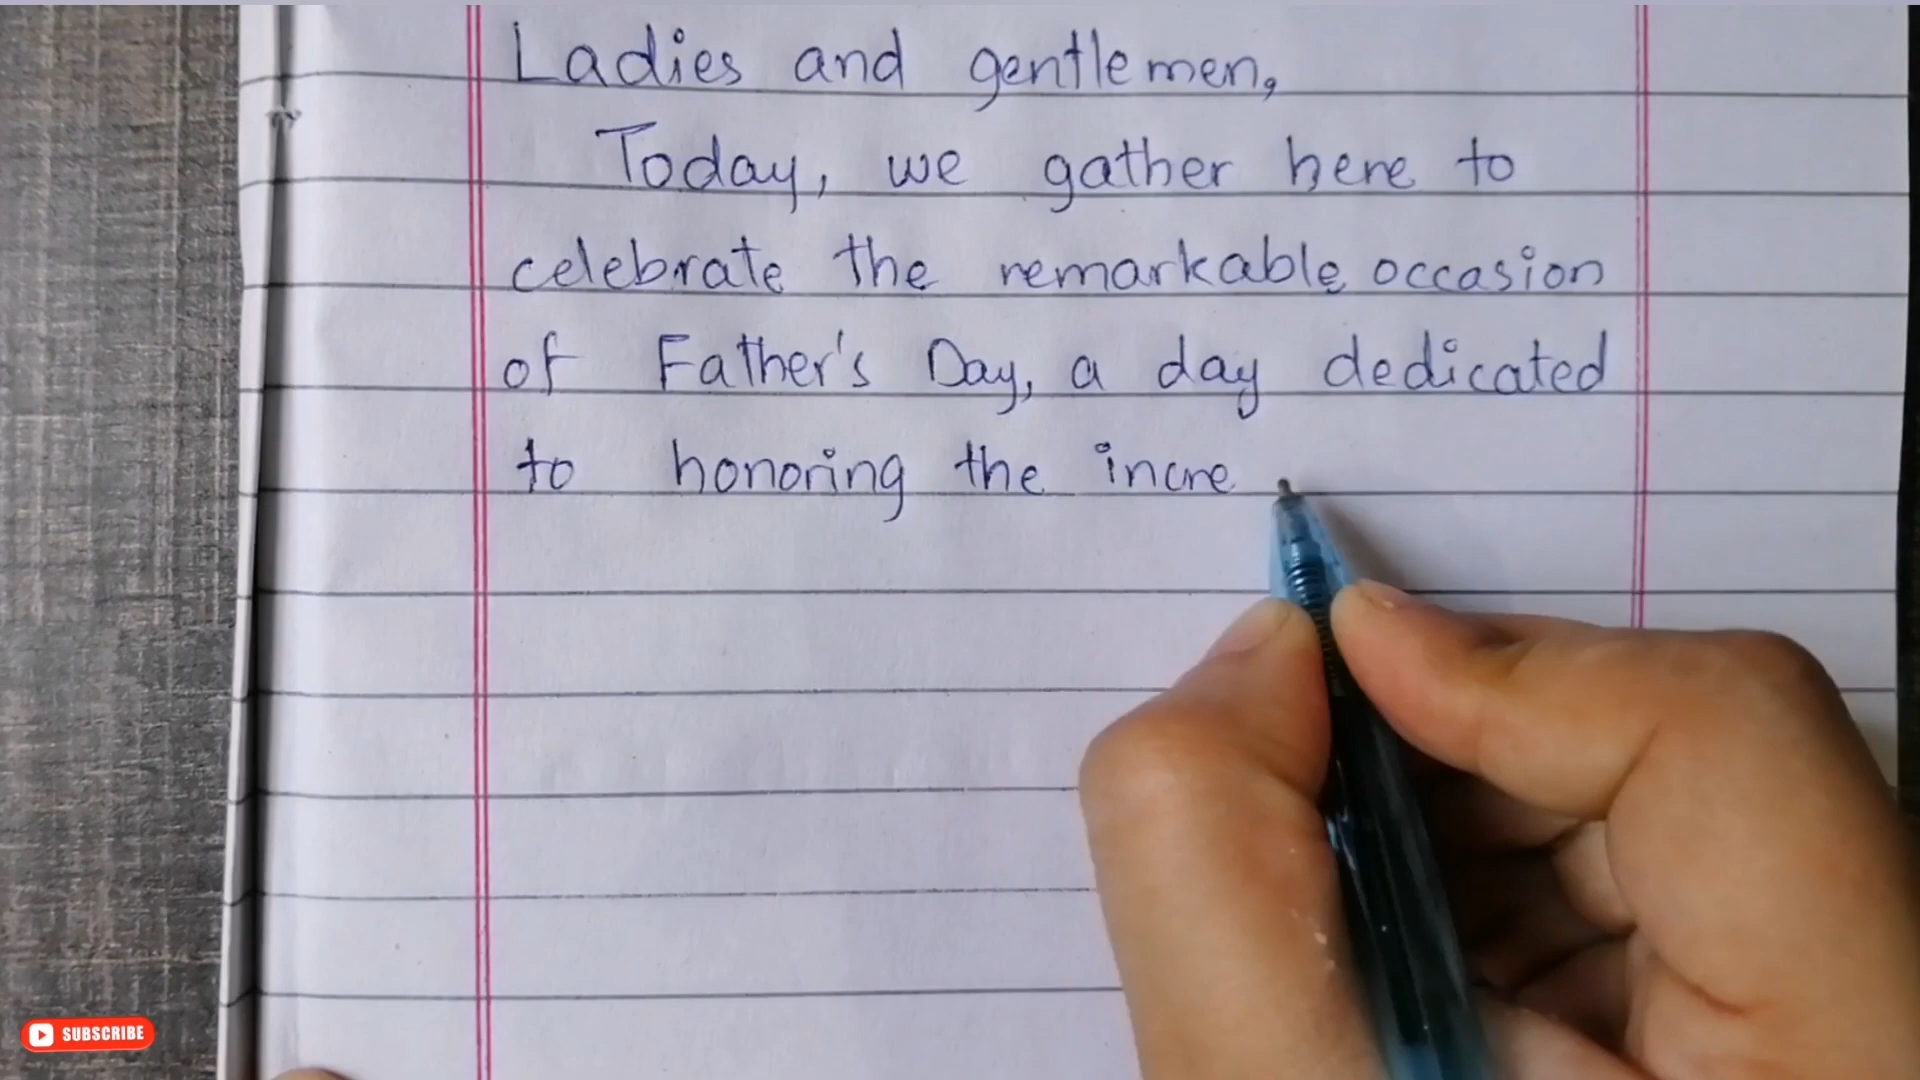 Ladies and gentlemen,
Today, we gather here to
celebrate the remarkable occasion
of Father's Day, a day dedicated
to honoring the incre
SUBSCRIBE